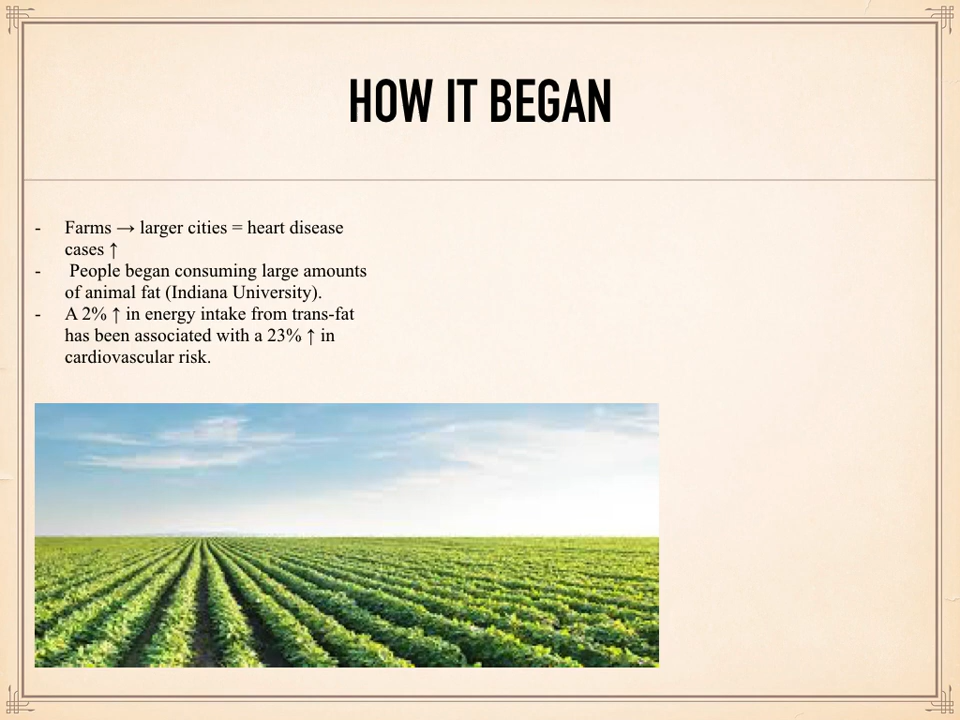 HOW IT BEGAN
- Farms → larger cities = heart disease
cases ↑
- People began consuming large amounts
of animal fat (Indiana University).
- A 2% ↑ in energy intake from trans-fat
has been associated with a 23% ↑ in
cardiovascular risk.